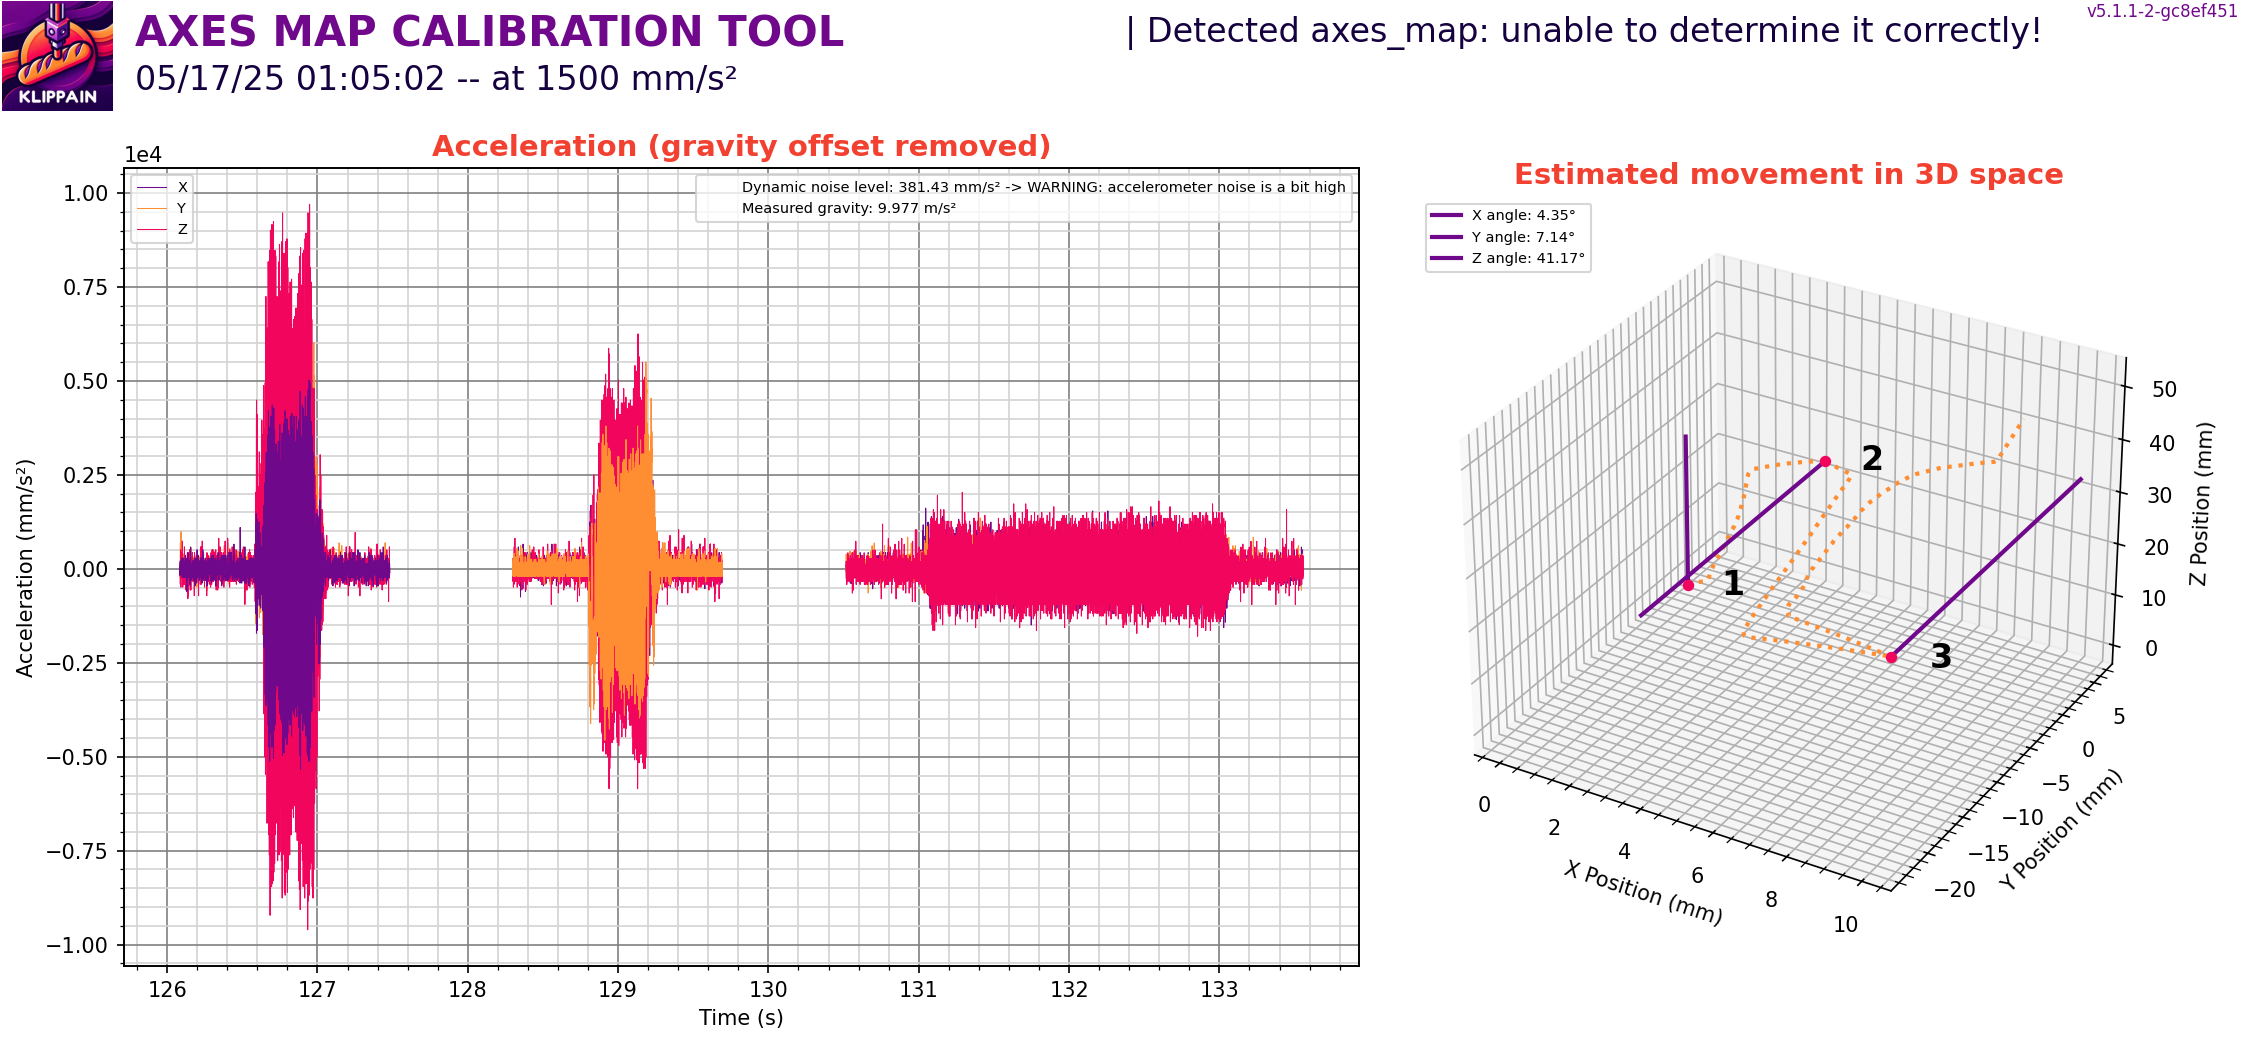 KLIPPAIN
AXES MAP CALIBRATION TOOL
05/17/25 01:05:02 -- at 1500 mm/s²
| Detected axes_map: unable to determine it correctly!
v5.1.1-2-gc8ef451
Acceleration (gravity offset removed)
1e4
X
Y
Z
Dynamic noise level: 381.43 mm/s² -> WARNING: accelerometer noise is a bit high
Measured gravity: 9.977 m/s²
Acceleration (mm/s²)
1.00
0.75
0.50
0.25
0.00
−0.25
−0.50
−0.75
−1.00
126 127 128 129 130 131 132 133
Time (s)
Estimated movement in 3D space
X angle: 4.35°
Y angle: 7.14°
Z angle: 41.17°
1
2
3
0 2 4 6 8 10
X Position (mm)
−20 −15 −10 −5 0 5
Y Position (mm)
0 10 20 30 40 50
Z Position (mm)